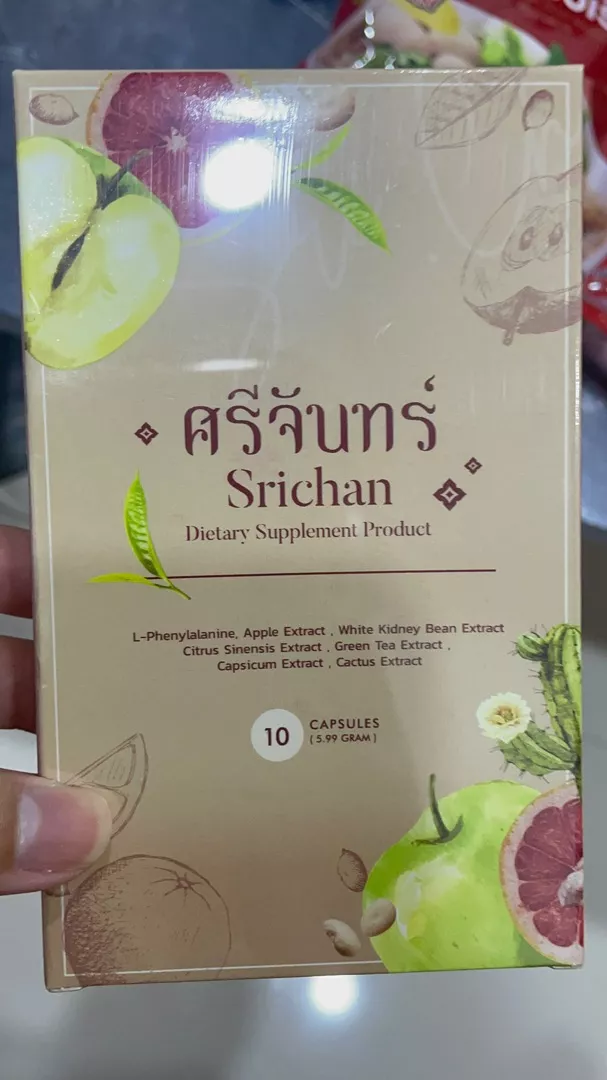 ศรีจันทร์
Srichan
Dietary Supplement Product
L-Phenylalanine, Apple Extract , White Kidney Bean Extract
Citrus Sinensis Extract , Green Tea Extract ,
Capsicum Extract , Cactus Extract
10 CAPSULES
( 5.99 GRAM )